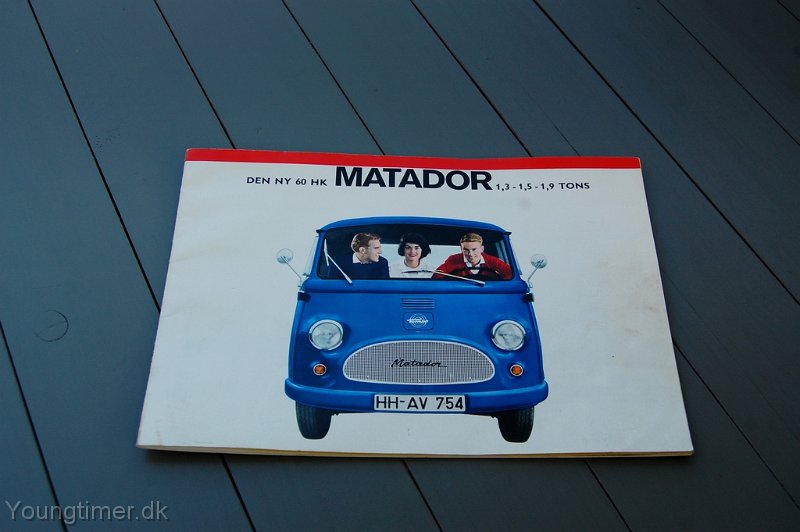 DEN NY 60 HK MATADOR 1,3 - 1,5 - 1,9 TONS
Matador
HH-AV 754
Youngtimer.dk